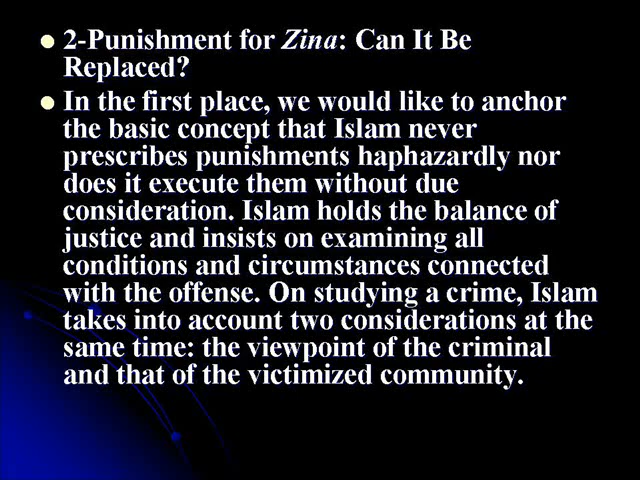 2-Punishment for Zina: Can It Be
Replaced?
In the first place, we would like to anchor
the basic concept that Islam never
prescribes punishments haphazardly nor
does it execute them without due
consideration. Islam holds the balance of
justice and insists on examining all
conditions and circumstances connected
with the offense. On studying a crime, Islam
takes into account two considerations at the
same time: the viewpoint of the criminal
and that of the victimized community.